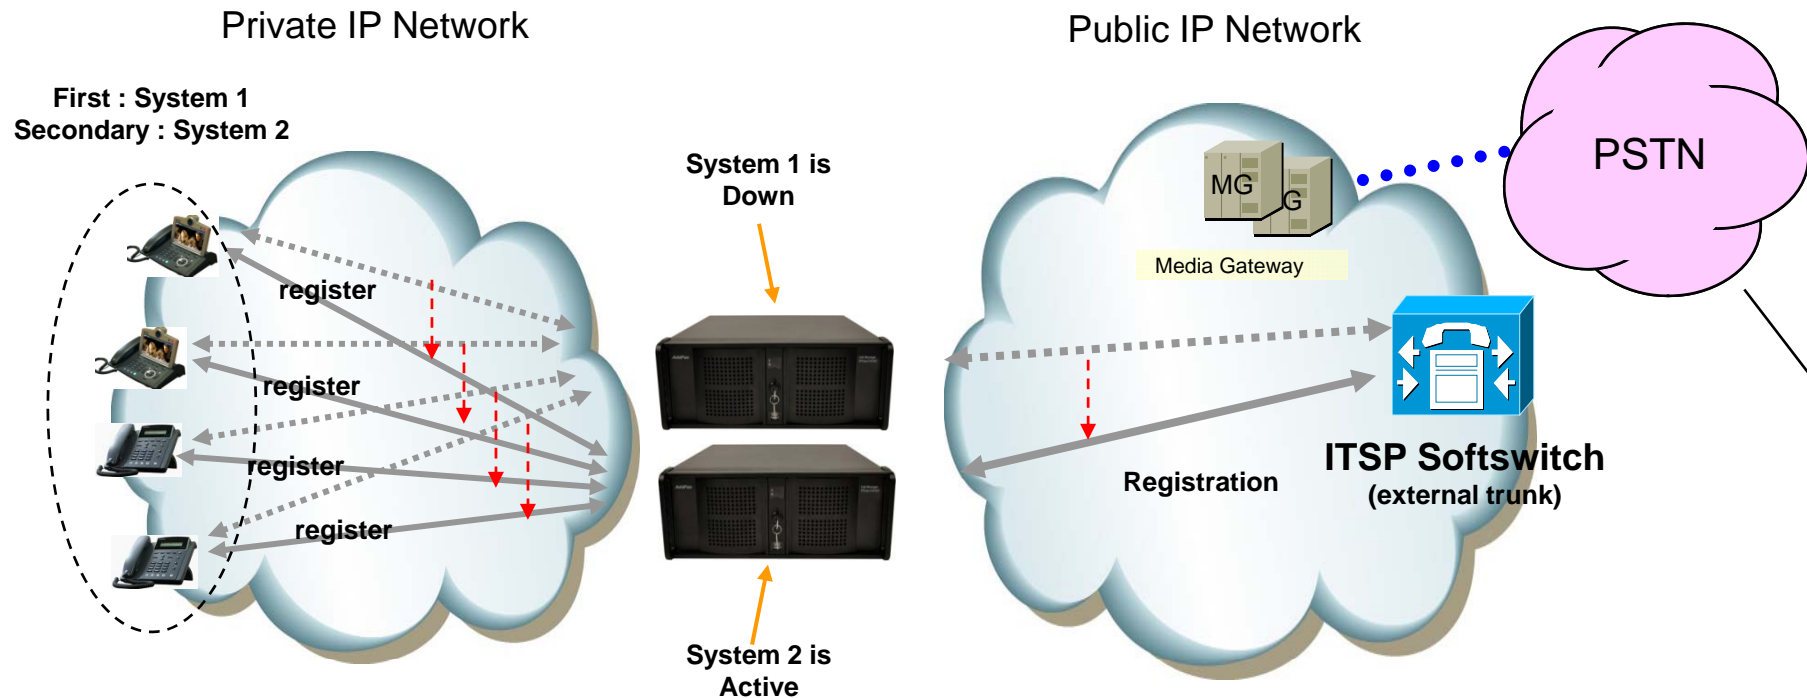 Private IP Network
Public IP Network
First : System 1
Secondary : System 2
System 1 is
Down
PSTN
MG
G
Media Gateway
register
register
register
register
Registration
ITSP Softswitch
(external trunk)
System 2 is
Active